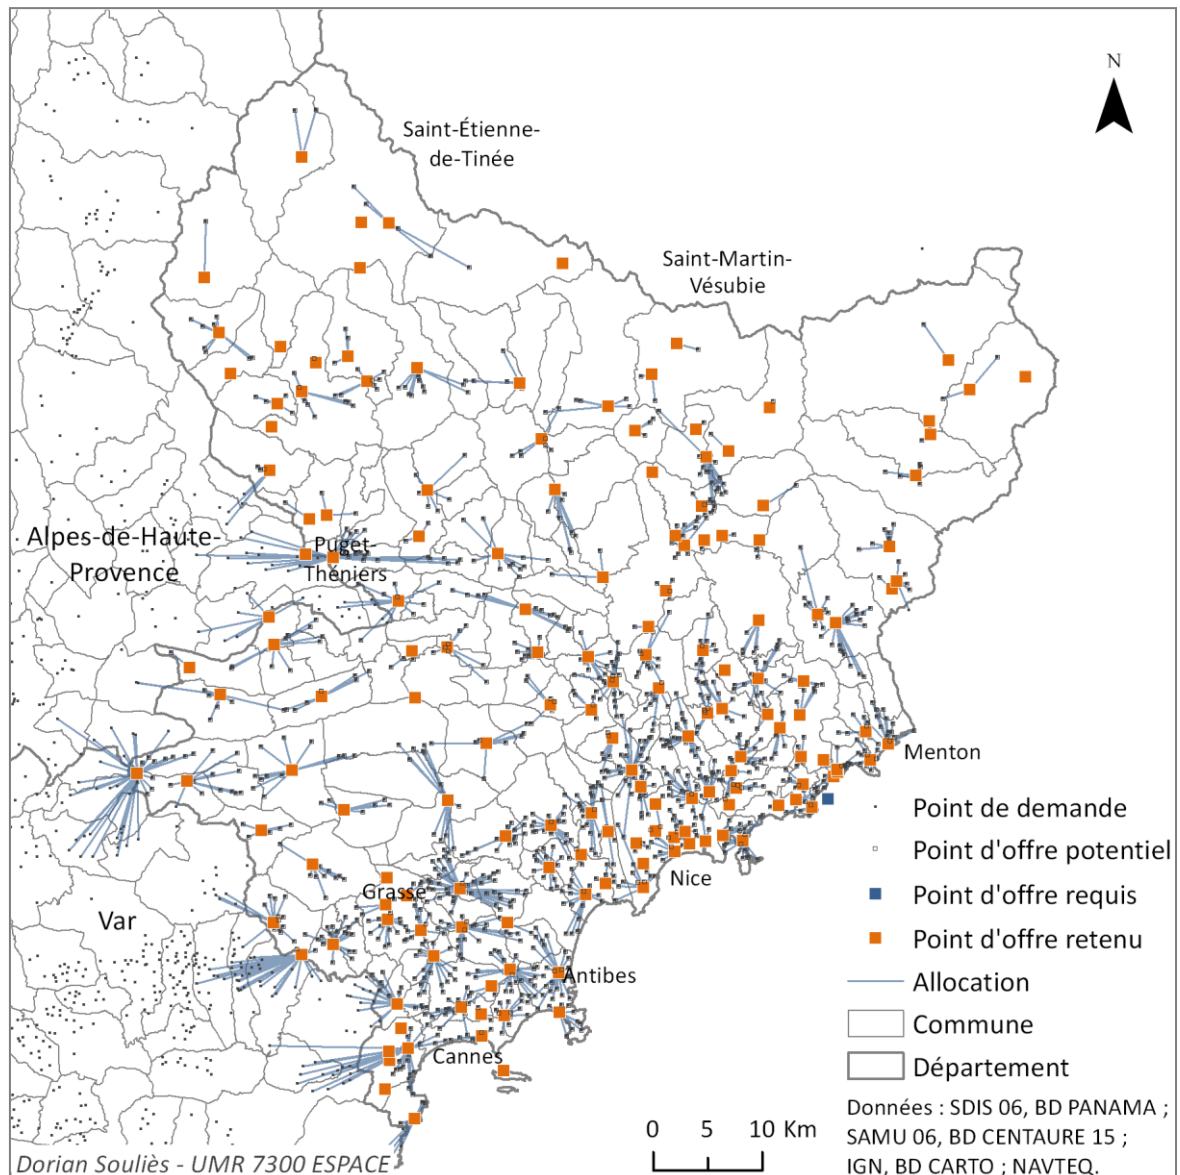 N
Saint-Étienne-
de-Tinée
Saint-Martin-
Vésubie
Alpes-de-Haute-
Provence
Puget-
Théniers
Menton
Point de demande
Point d'offre potentiel
Nice
Grasse
Point d'offre requis
Var
Point d'offre retenu
Antibes
Allocation
Commune
Cannes
Département
Données : SDIS 06, BD PANAMA ;
SAMU 06, BD CENTAURE 15 ;
IGN, BD CARTO ; NAVTEQ.
0 5 10 Km
Dorian Souliès - UMR 7300 ESPACE